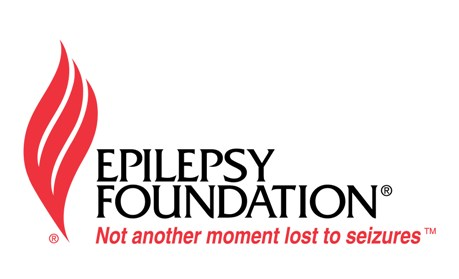 EPILEPSY
FOUNDATION®
® Not another moment lost to seizures™